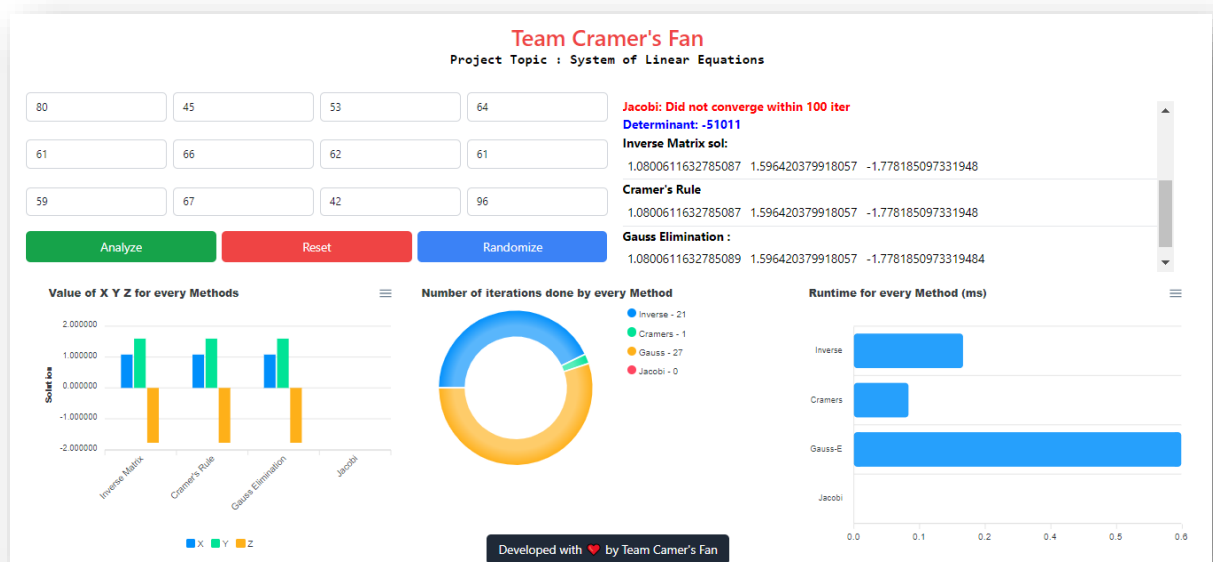 Team Cramer's Fan
Project Topic : System of Linear Equations
80 45 53 64
61 66 62 61
59 67 42 96
Analyze Reset Randomize
Jacobi: Did not converge within 100 iter
Determinant: -51011
Inverse Matrix sol:
1.0800611632785087 1.596420379918057 -1.778185097331948
Cramer's Rule
1.0800611632785087 1.596420379918057 -1.778185097331948
Gauss Elimination :
1.0800611632785089 1.596420379918057 -1.7781850973319484
Value of X Y Z for every Methods
2.000000
1.000000
0.000000
-1.000000
-2.000000
Solution
Inverse Matrix
Cramer's Rule
Gauss Elimination
Jacobi
X Y Z
Number of iterations done by every Method
Inverse - 21
Cramers - 1
Gauss - 27
Jacobi - 0
Runtime for every Method (ms)
Inverse
Cramers
Gauss-E
Jacobi
0.0 0.1 0.2 0.4 0.5 0.6
Developed with ❤ by Team Camer's Fan